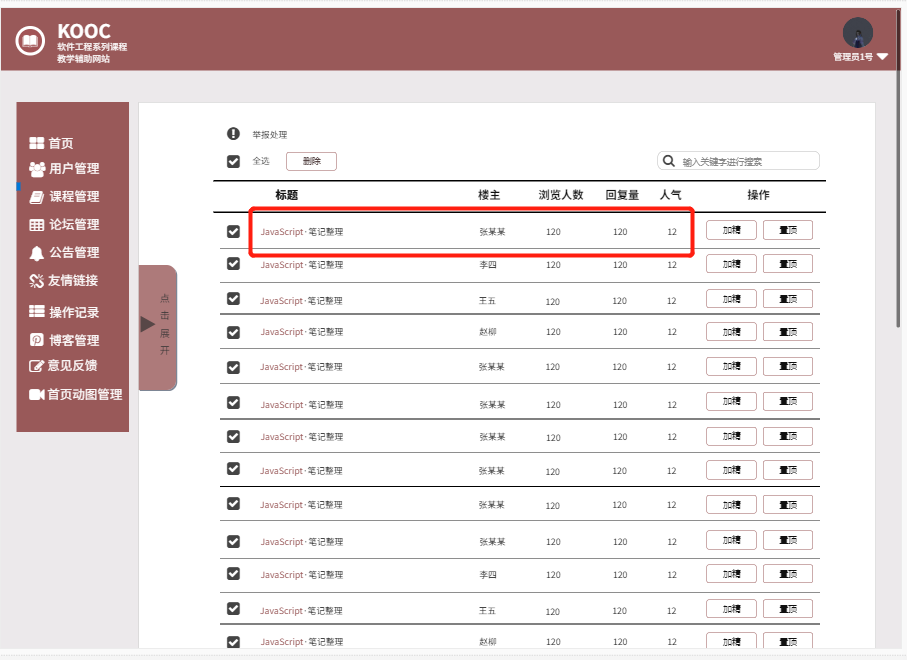 KOOC
软件工程系列课程
教学辅助网站
管理员1号
首页
用户管理
课程管理
论坛管理
公告管理
友情链接
操作记录
博客管理
意见反馈
首页动图管理
点击展开
举报处理
全选 删除 输入关键字进行搜索
标题 楼主 浏览人数 回复量 人气 操作
JavaScript·笔记整理 张某某 120 120 12 加精 置顶
JavaScript·笔记整理 李四 120 120 12 加精 置顶
JavaScript·笔记整理 王五 120 120 12 加精 置顶
JavaScript·笔记整理 赵柳 120 120 12 加精 置顶
JavaScript·笔记整理 张某某 120 120 12 加精 置顶
JavaScript·笔记整理 张某某 120 120 12 加精 置顶
JavaScript·笔记整理 张某某 120 120 12 加精 置顶
JavaScript·笔记整理 张某某 120 120 12 加精 置顶
JavaScript·笔记整理 张某某 120 120 12 加精 置顶
JavaScript·笔记整理 张某某 120 120 12 加精 置顶
JavaScript·笔记整理 李四 120 120 12 加精 置顶
JavaScript·笔记整理 王五 120 120 12 加精 置顶
JavaScript·笔记整理 赵柳 120 120 12 加精 置顶